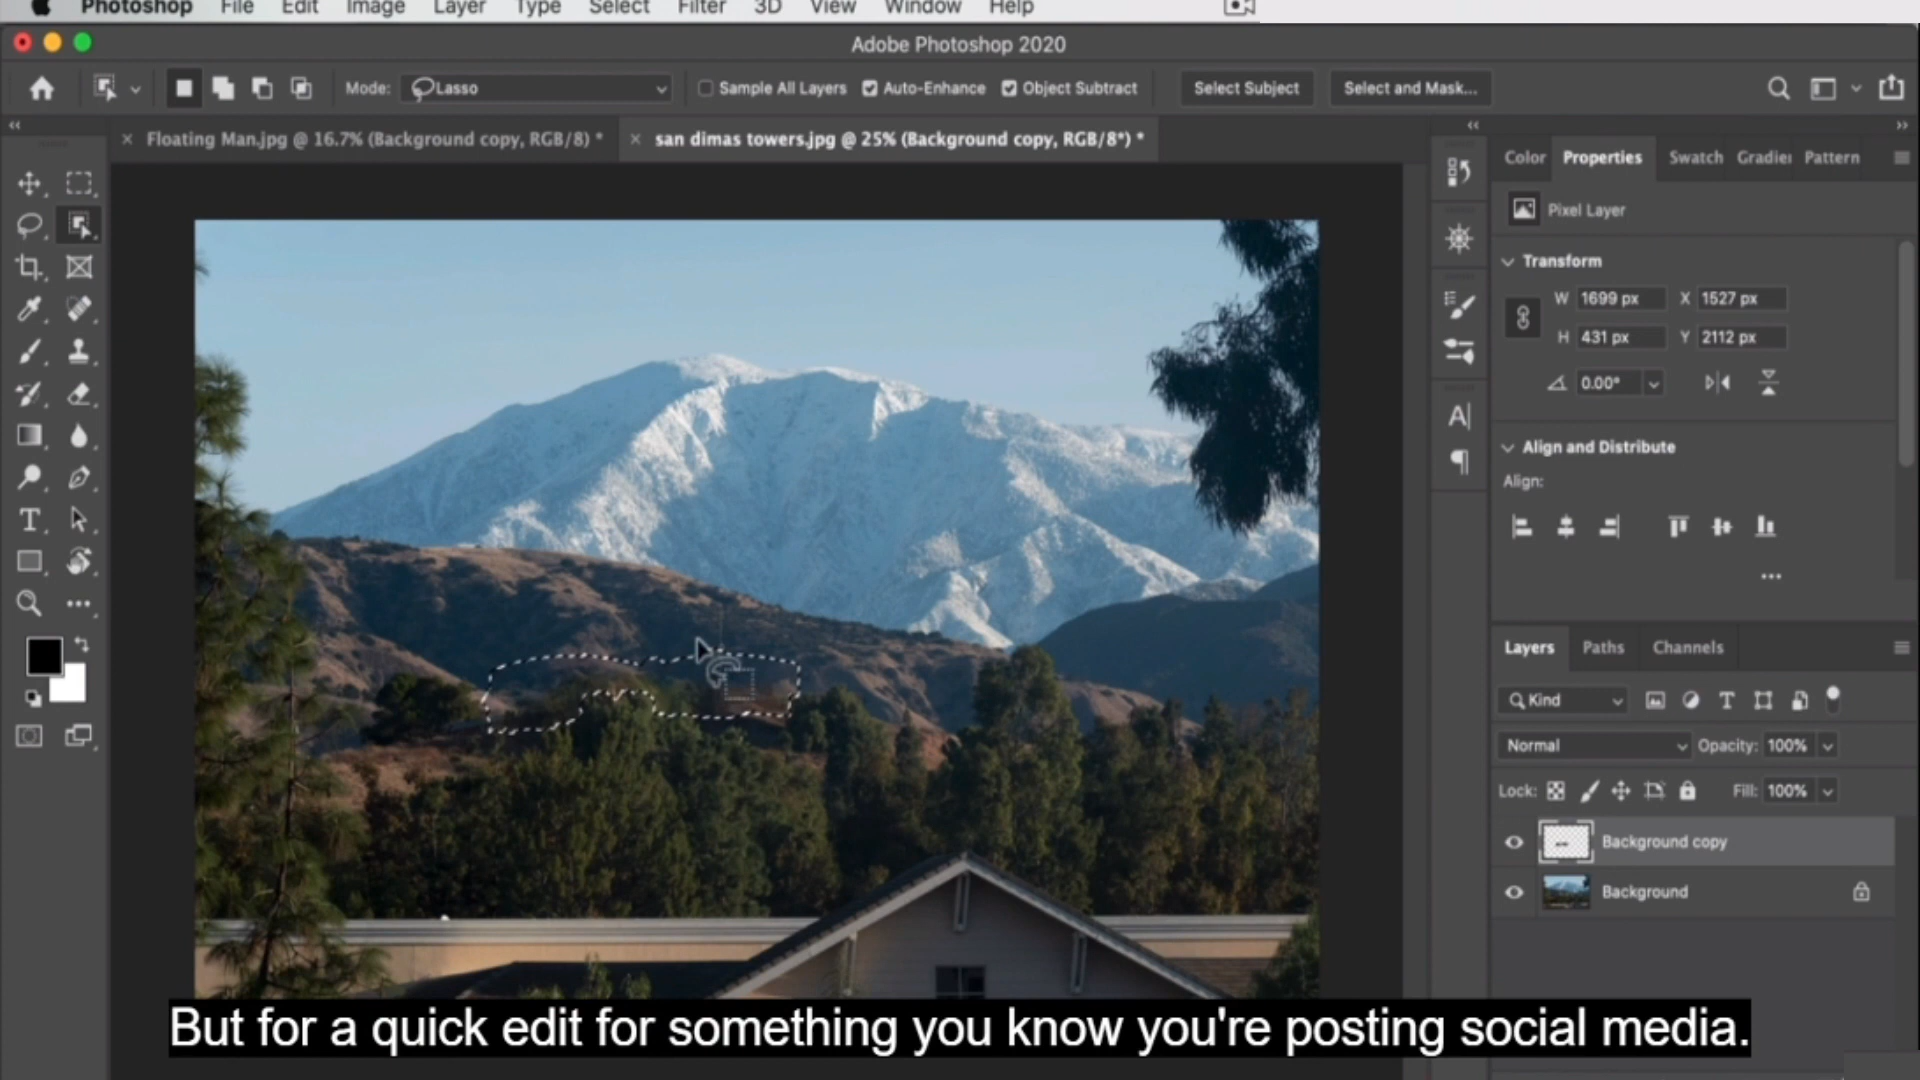 Photoshop File Edit Image Layer Type Select Filter 3D View Window Help
Adobe Photoshop 2020
Mode: Lasso Sample All Layers Auto-Enhance Object Subtract Select Subject Select and Mask...
Floating Man.jpg @ 16.7% (Background copy, RGB/8) * san dimas towers.jpg @ 25% (Background copy, RGB/8*) *
Color Properties Swatch Gradier Pattern
Pixel Layer
Transform
W 1699 px X 1527 px
H 431 px Y 2112 px
0.00°
Align and Distribute
Align:
Layers Paths Channels
Kind
Normal Opacity: 100%
Lock: Fill: 100%
Background copy
Background
But for a quick edit for something you know you're posting social media.